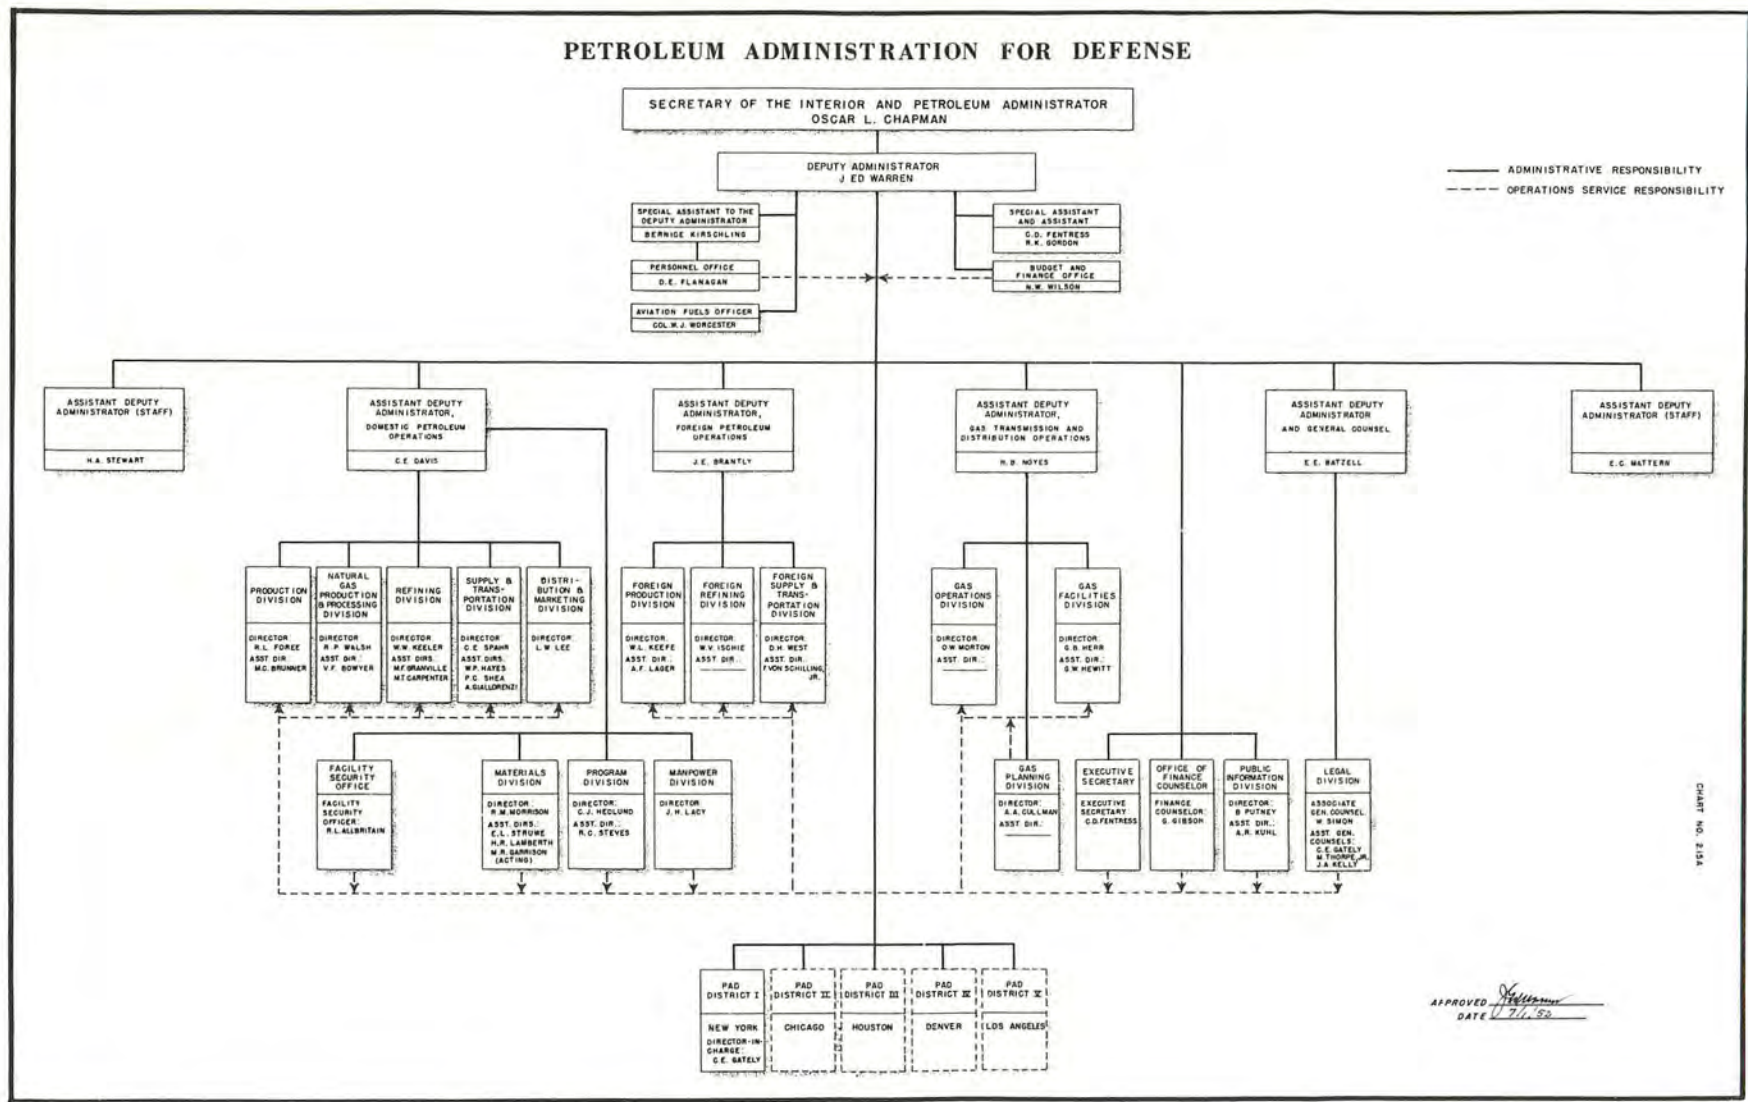 PETROLEUM ADMINISTRATION FOR DEFENSE
SECRETARY OF THE INTERIOR AND PETROLEUM ADMINISTRATOR
OSCAR L. CHAPMAN
DEPUTY ADMINISTRATOR
J ED WARREN
ADMINISTRATIVE RESPONSIBILITY
OPERATIONS SERVICE RESPONSIBILITY
SPECIAL ASSISTANT TO THE
DEPUTY ADMINISTRATOR
BERNICE KIRSCHLING
SPECIAL ASSISTANT
AND ASSISTANT
C.D. FENTRESS
R.K. GORDON
PERSONNEL OFFICE
D.E. FLANAGAN
BUDGET AND
FINANCE OFFICE
N.W. WILSON
AVIATION FUELS OFFICER
COL. W. J. WORCESTER
ASSISTANT DEPUTY
ADMINISTRATOR (STAFF)
H.A. STEWART
ASSISTANT DEPUTY
ADMINISTRATOR,
DOMESTIC PETROLEUM
OPERATIONS
C.E. DAVIS
ASSISTANT DEPUTY
ADMINISTRATOR,
FOREIGN PETROLEUM
OPERATIONS
J.E. BRANTLY
ASSISTANT DEPUTY
ADMINISTRATOR,
GAS TRANSMISSION AND
DISTRIBUTION OPERATIONS
H. B. NOYES
ASSISTANT DEPUTY
ADMINISTRATOR
AND GENERAL COUNSEL
E.E. BATZELL
ASSISTANT DEPUTY
ADMINISTRATOR (STAFF)
E.G. MATTERN
PRODUCTION
DIVISION
DIRECTOR:
R.L. FOREE
ASST. DIR.
M.C. BRUNNER
NATURAL
GAS
PRODUCTION
& PROCESSING
DIVISION
DIRECTOR
R.P. WALSH
ASST. DIR.:
V.F. BOWYER
REFINING
DIVISION
DIRECTOR:
W.W. KEELER
ASST. DIRS.:
M.F. GRANVILLE
M.T. CARPENTER
SUPPLY &
TRANS-
PORTATION
DIVISION
DIRECTOR:
C.E. SPAHR
ASST. DIRS.:
W.P. HAYES
P.C. SHEA
A. GIALLORENZI
DISTRI-
BUTION &
MARKETING
DIVISION
DIRECTOR:
L.W. LEE
FOREIGN
PRODUCTION
DIVISION
DIRECTOR:
W.L. KEEFE
ASST. DIR.:
A.F. LAGER
FOREIGN
REFINING
DIVISION
DIRECTOR:
W.V. ISCHIE
ASST. DIR.:
FOREIGN
SUPPLY &
TRANS-
PORTATION
DIVISION
DIRECTOR:
D.H. WEST
ASST. DIR.
F. VON SCHILLING,
JR.
GAS
OPERATIONS
DIVISION
DIRECTOR:
O.W. MORTON
ASST. DIR.:
GAS
FACILITIES
DIVISION
DIRECTOR:
G.B. HERR
ASST. DIR.:
G.W. HEWITT
FACILITY
SECURITY
OFFICE
FACILITY
SECURITY
OFFICER:
R.L. ALLBRITAIN
MATERIALS
DIVISION
DIRECTOR:
R.M. MORRISON
ASST. DIRS.:
E.L. STRUWE
H.R. LAMBERTH
M.R. GARRISON
(ACTING)
PROGRAM
DIVISION
DIRECTOR:
C.J. HEDLUND
ASST. DIR.:
R.C. STEVES
MANPOWER
DIVISION
DIRECTOR
J.H. LACY
GAS
PLANNING
DIVISION
DIRECTOR:
A.A. CULLMAN
ASST. DIR.:
EXECUTIVE
SECRETARY
EXECUTIVE
SECRETARY
C.D. FENTRESS
OFFICE OF
FINANCE
COUNSELOR
FINANCE
COUNSELOR:
G. GIBSON
PUBLIC
INFORMATION
DIVISION
DIRECTOR:
B PUTNEY
ASST. DIR.:
A.R. KUHL
LEGAL
DIVISION
ASSOCIATE
GEN. COUNSEL
W. SIMON
ASST. GEN.
COUNSELS:
C.E. GATELY
M. THORPE, JR.
J.A. KELLY
CHART NO. 2.15A
PAD
DISTRICT I
NEW YORK
DIRECTOR-IN-
CHARGE:
C.E. GATELY
PAD
DISTRICT II
CHICAGO
PAD
DISTRICT III
HOUSTON
PAD
DISTRICT IV
DENVER
PAD
DISTRICT V
LOS ANGELES
APPROVED
DATE 7/1/52